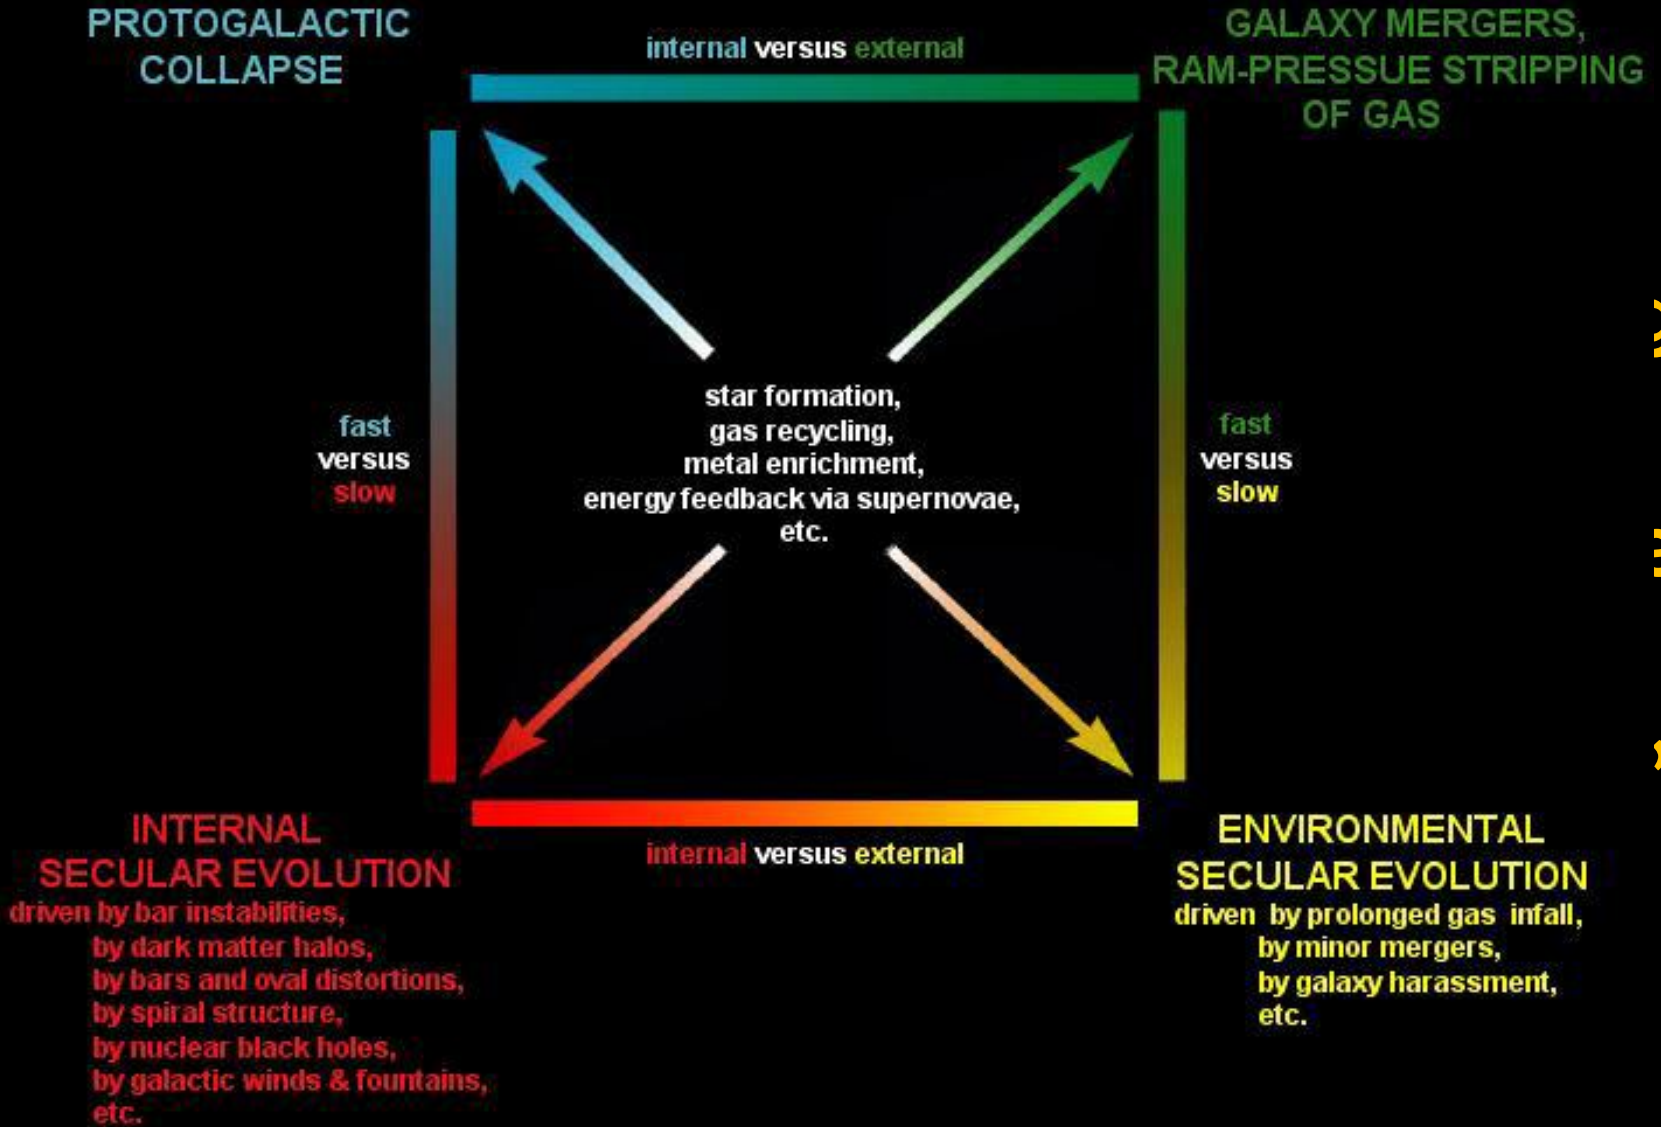 PROTOGALACTIC
COLLAPSE
internal versus external
GALAXY MERGERS,
RAM-PRESSUE STRIPPING
OF GAS
fast
versus
slow
star formation,
gas recycling,
metal enrichment,
energy feedback via supernovae,
etc.
fast
versus
slow
internal versus external
INTERNAL
SECULAR EVOLUTION
driven by bar instabilities,
by dark matter halos,
by bars and oval distortions,
by spiral structure,
by nuclear black holes,
by galactic winds & fountains,
etc.
ENVIRONMENTAL
SECULAR EVOLUTION
driven by prolonged gas infall,
by minor mergers,
by galaxy harassment,
etc.